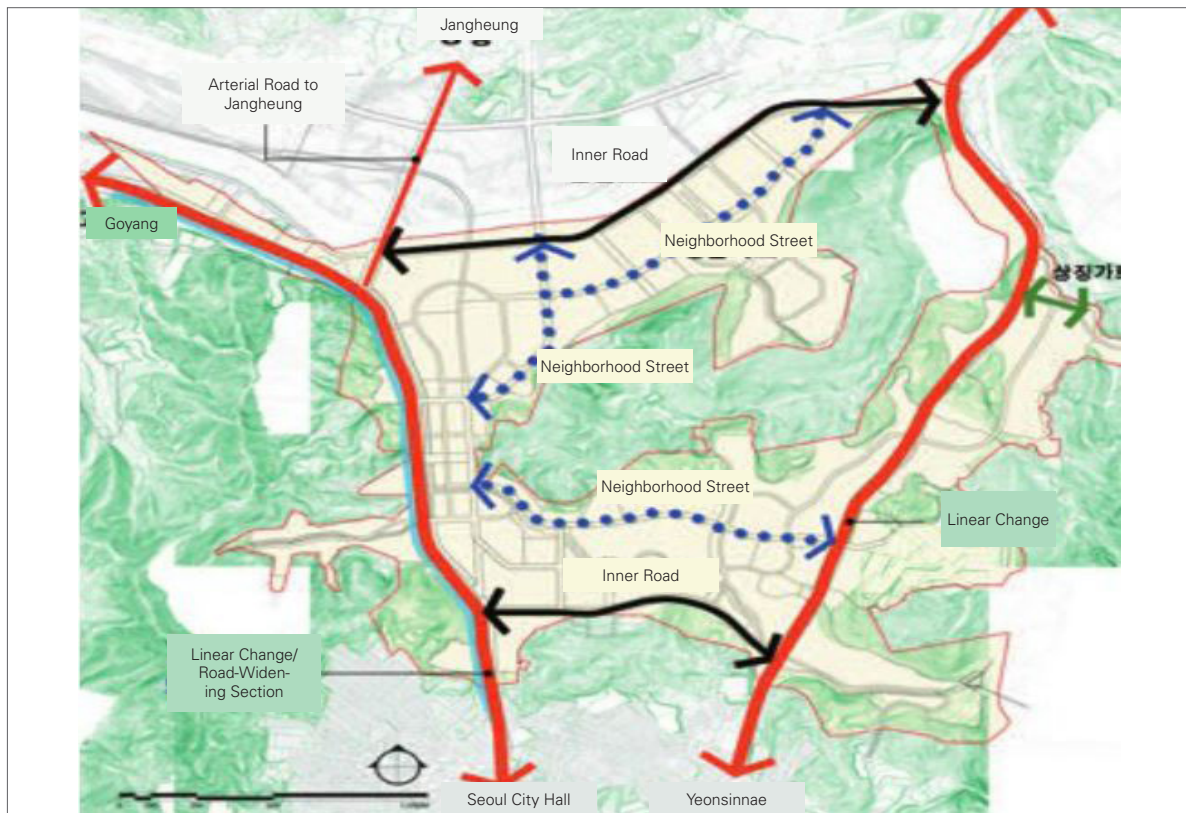 Jangheung
Arterial Road to
Jangheung
Inner Road
Goyang
Neighborhood Street
Neighborhood Street
Neighborhood Street
Linear Change
Inner Road
Linear Change/
Road-Widen-
ing Section
Seoul City Hall
Yeonsinnae